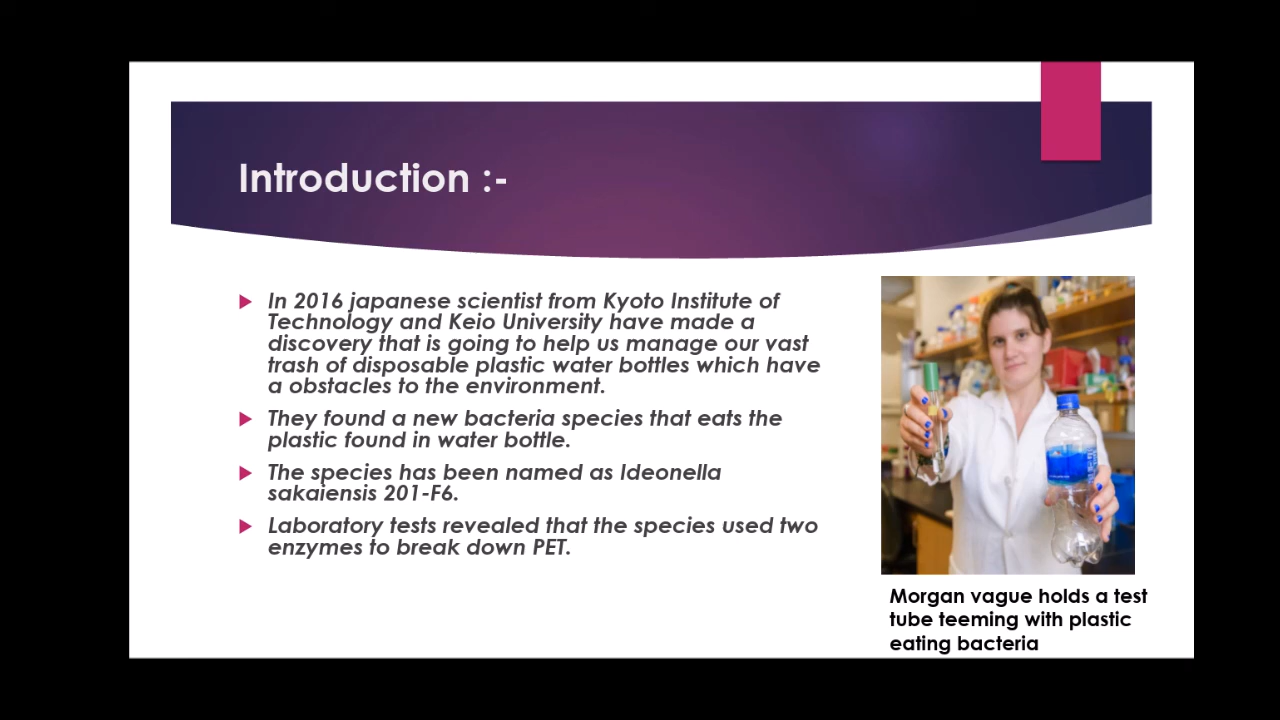 Introduction :-
In 2016 japanese scientist from Kyoto Institute of
Technology and Keio University have made a
discovery that is going to help us manage our vast
trash of disposable plastic water bottles which have
a obstacles to the environment.
They found a new bacteria species that eats the
plastic found in water bottle.
The species has been named as Ideonella
sakaiensis 201-F6.
Laboratory tests revealed that the species used two
enzymes to break down PET.
Morgan vague holds a test
tube teeming with plastic
eating bacteria